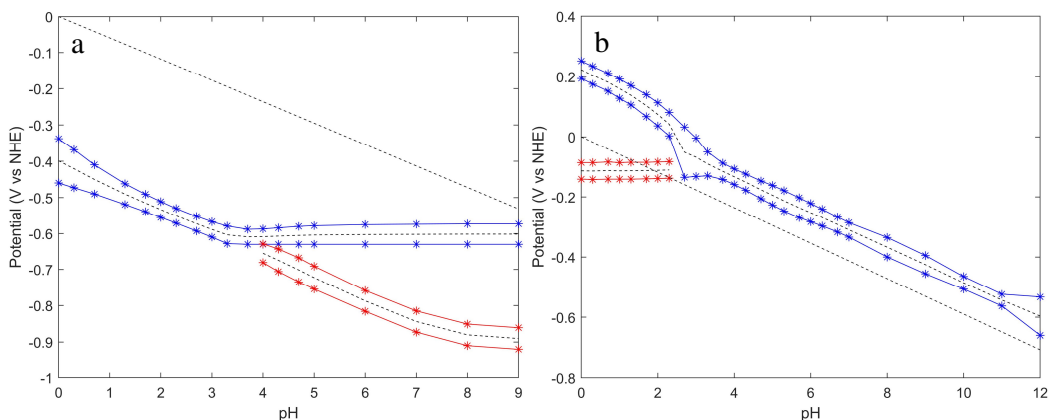 a
0
-0.1
-0.2
-0.3
-0.4
-0.5
-0.6
-0.7
-0.8
-0.9
-1
Potential (V vs NHE)
0 1 2 3 4 5 6 7 8 9
pH
b
0.4
0.2
0
-0.2
-0.4
-0.6
-0.8
Potential (V vs NHE)
0 2 4 6 8 10 12
pH